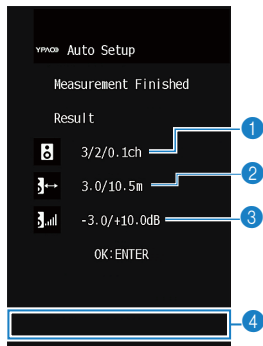 YPAO Auto Setup
Measurement Finished
Result
3/2/0.1ch
1
3.0/10.5m
2
-3.0/+10.0dB
3
OK:ENTER
4